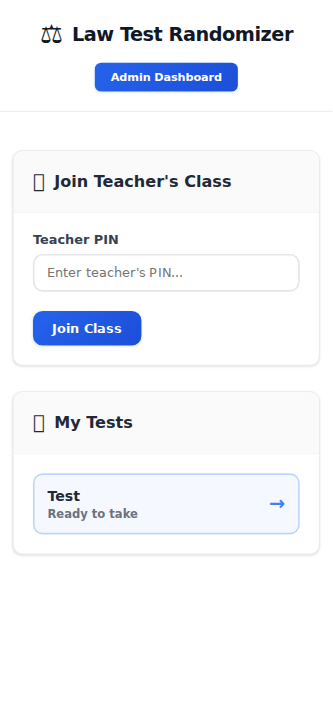 ⚖ Law Test Randomizer
Admin Dashboard
Join Teacher's Class
Teacher PIN
Enter teacher's PIN...
Join Class
My Tests
Test
Ready to take
→